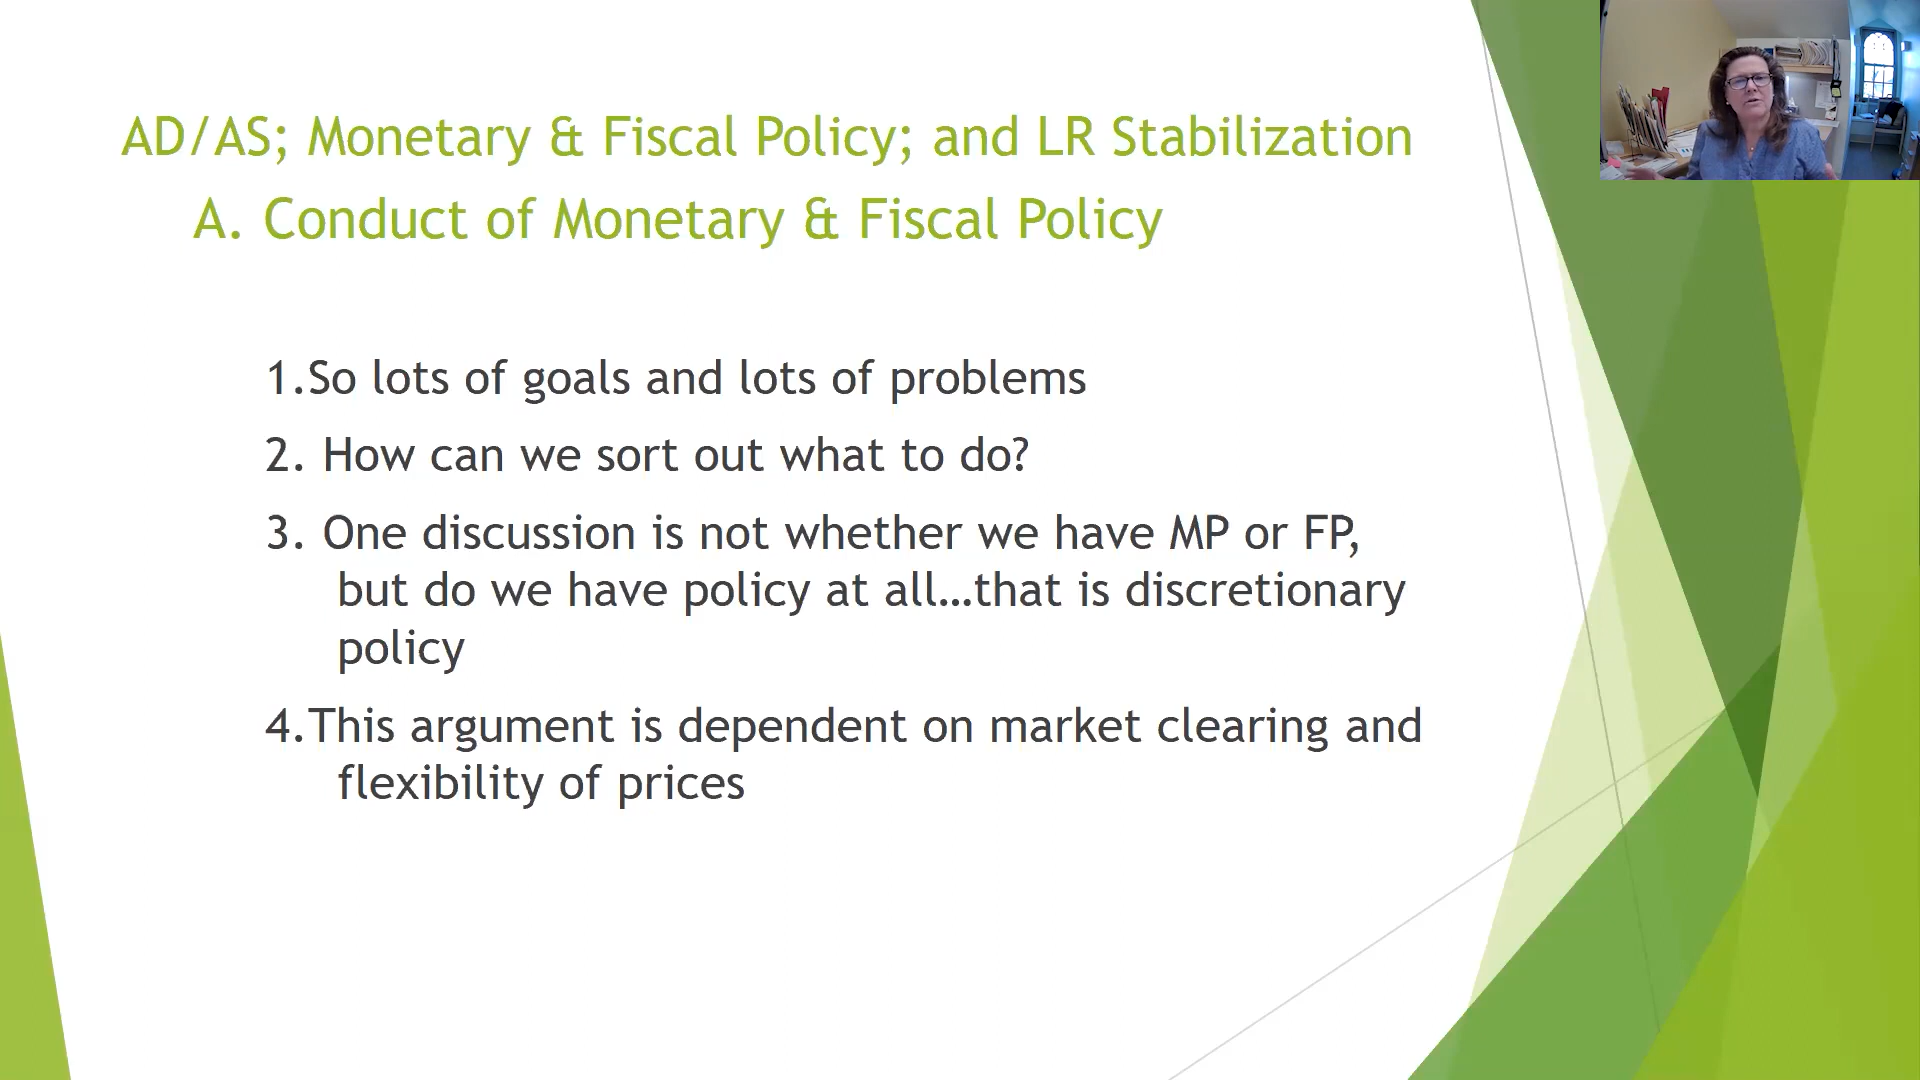 AD/AS; Monetary & Fiscal Policy; and LR Stabilization
A. Conduct of Monetary & Fiscal Policy
1.So lots of goals and lots of problems
2. How can we sort out what to do?
3. One discussion is not whether we have MP or FP,
but do we have policy at all…that is discretionary
policy
4.This argument is dependent on market clearing and
flexibility of prices